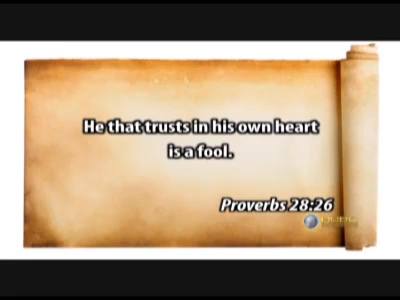 He that trusts in his own heart
is a fool.
Proverbs 28:26